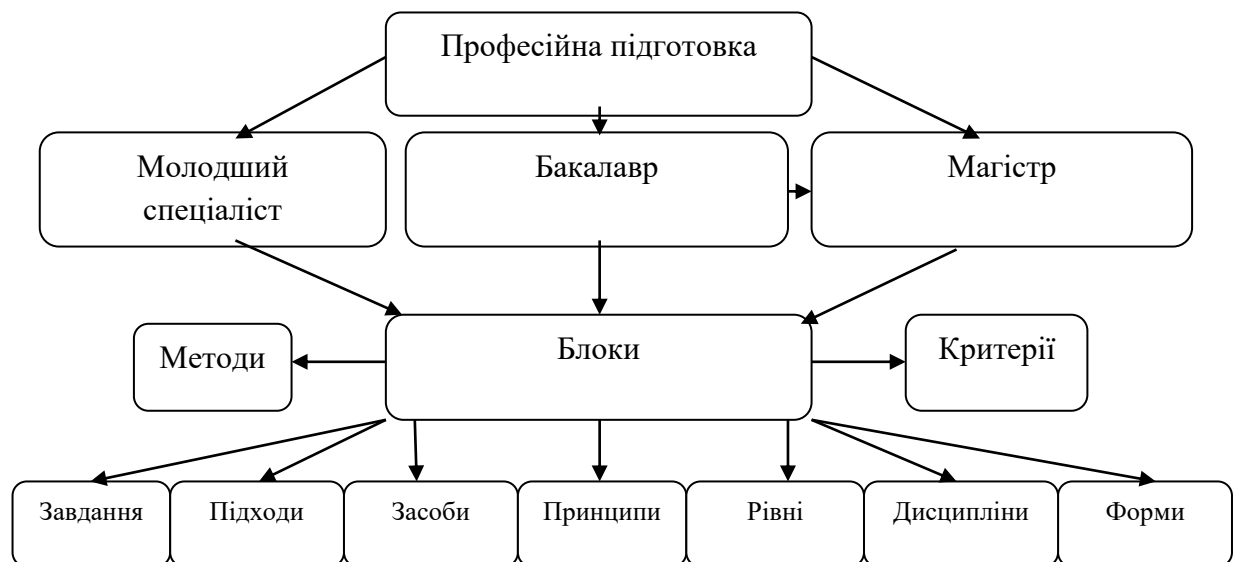 Професійна підготовка
Молодший
спеціаліст
Бакалавр
Магістр
Методи
Блоки
Критерії
Завдання
Підходи
Засоби
Принципи
Рівні
Дисципліни
Форми